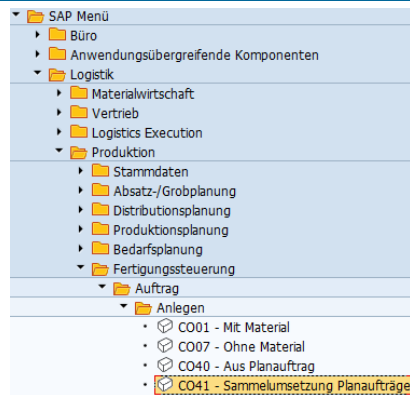 SAP Menü
Büro
Anwendungsübergreifende Komponenten
Logistik
Materialwirtschaft
Vertrieb
Logistics Execution
Produktion
Stammdaten
Absatz-/Grobplanung
Distributionsplanung
Produktionsplanung
Bedarfsplanung
Fertigungssteuerung
Auftrag
Anlegen
CO01 - Mit Material
CO07 - Ohne Material
CO40 - Aus Planauftrag
CO41 - Sammelumsetzung Planaufträge